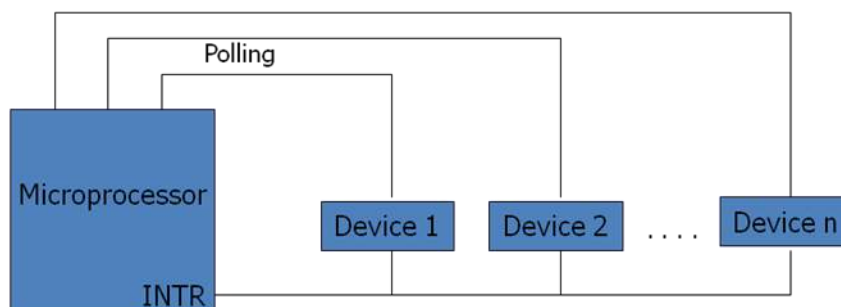 Polling
Microprocessor
Device 1
Device 2
. . . .
Device n
INTR